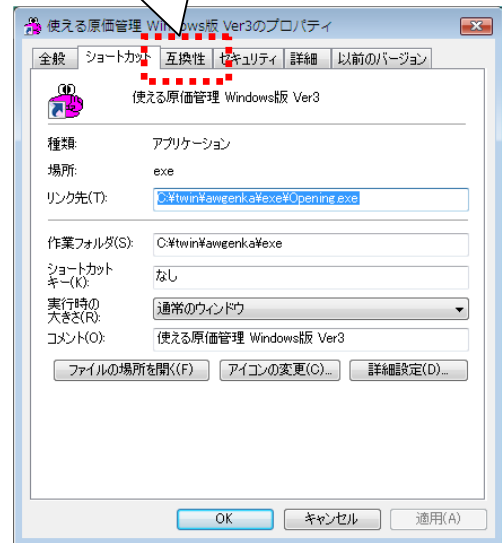 使える原価管理 Windows版 Ver3のプロパティ
全般 ショートカット 互換性 セキュリティ 詳細 以前のバージョン
使える原価管理 Windows版 Ver3
種類: アプリケーション
場所: exe
リンク先(T): C:¥twin¥awgenka¥exe¥Opening.exe
作業フォルダ(S): C:¥twin¥awgenka¥exe
ショートカット
キー(K): なし
実行時の
大きさ(R): 通常のウィンドウ
コメント(O): 使える原価管理 Windows版 Ver3
ファイルの場所を開く(F) アイコンの変更(C)... 詳細設定(D)...
OK キャンセル 適用(A)